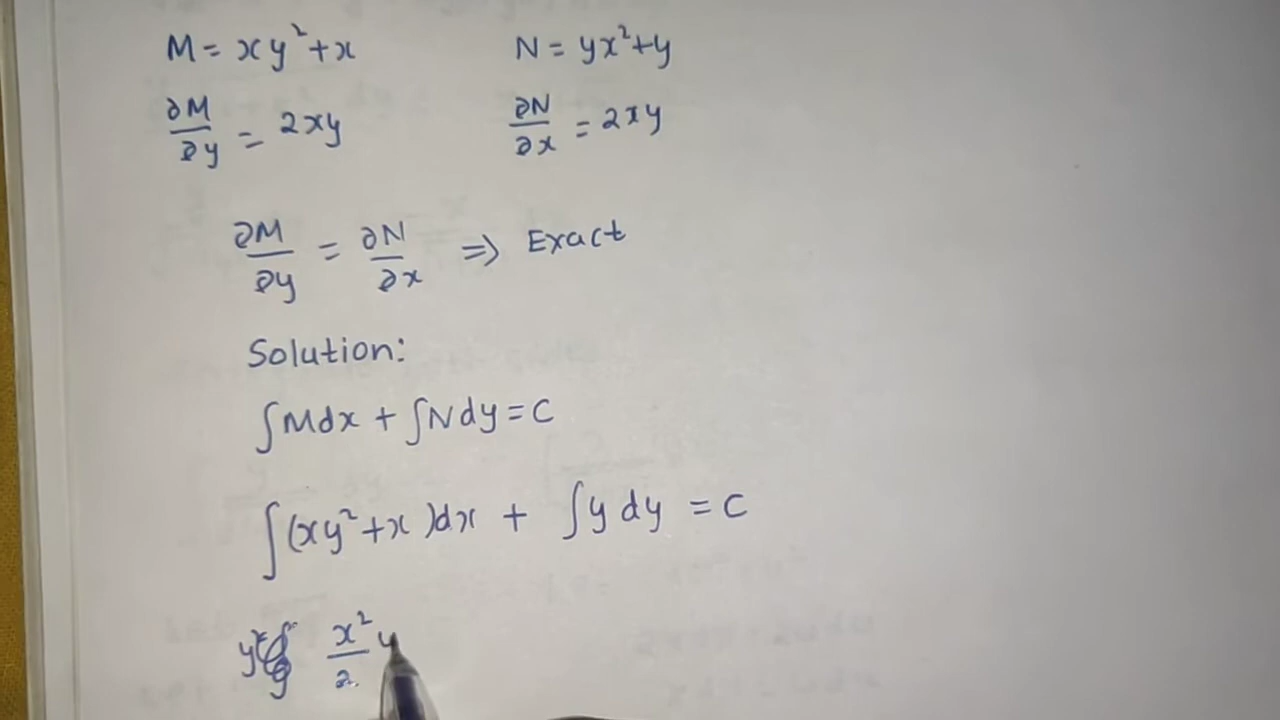 M = xy² + x    N = yx² + y
∂M/∂y = 2xy    ∂N/∂x = 2xy
∂M/∂y = ∂N/∂x ⇒ Exact
Solution:
∫Mdx + ∫Ndy = C
∫(xy² + x)dx + ∫y dy = C
x²/2 y